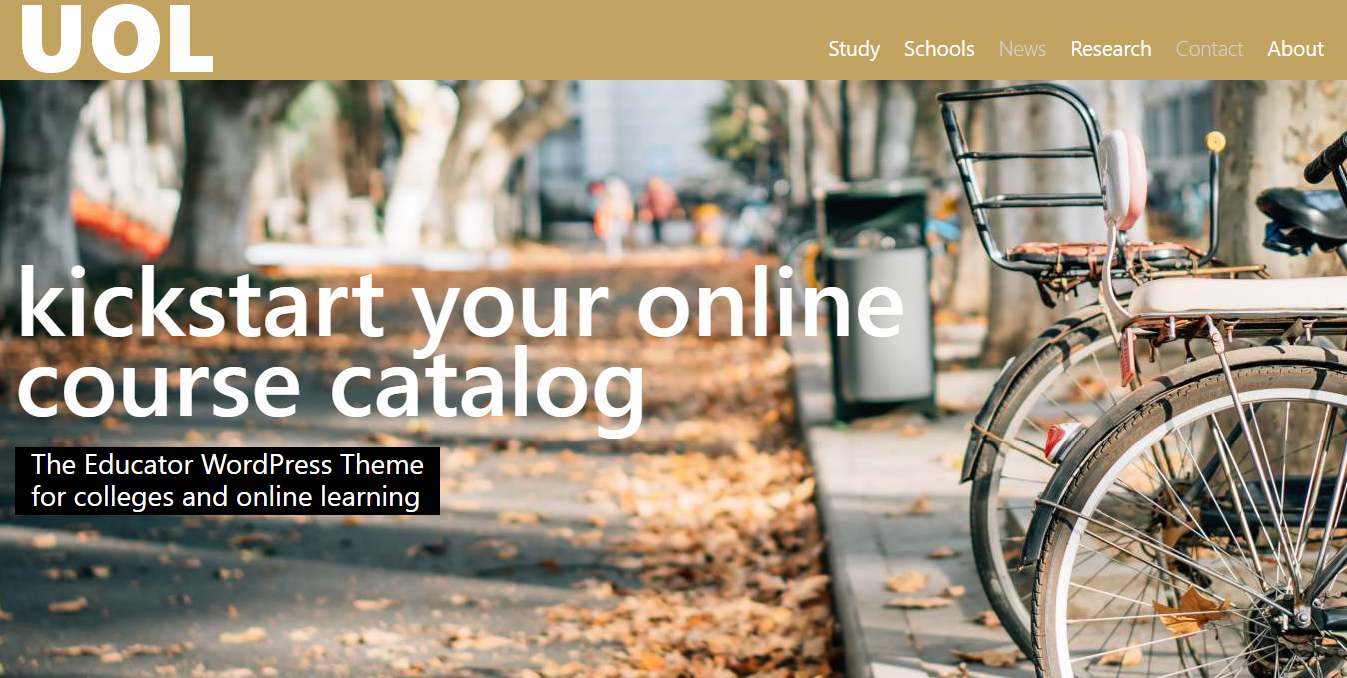 UOL
Study Schools News Research Contact About
kickstart your online
course catalog
The Educator WordPress Theme
for colleges and online learning